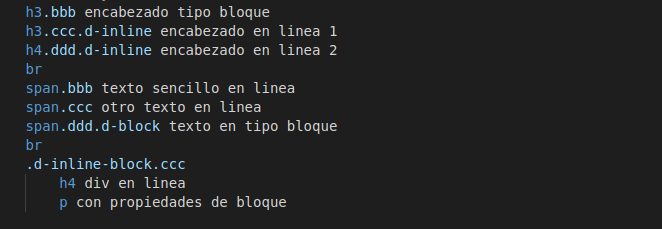 h3.bbb encabezado tipo bloque
h3.ccc.d-inline encabezado en linea 1
h4.ddd.d-inline encabezado en linea 2
br
span.bbb texto sencillo en linea
span.ccc otro texto en linea
span.ddd.d-block texto en tipo bloque
br
.d-inline-block.ccc
    h4 div en linea
    p con propiedades de bloque